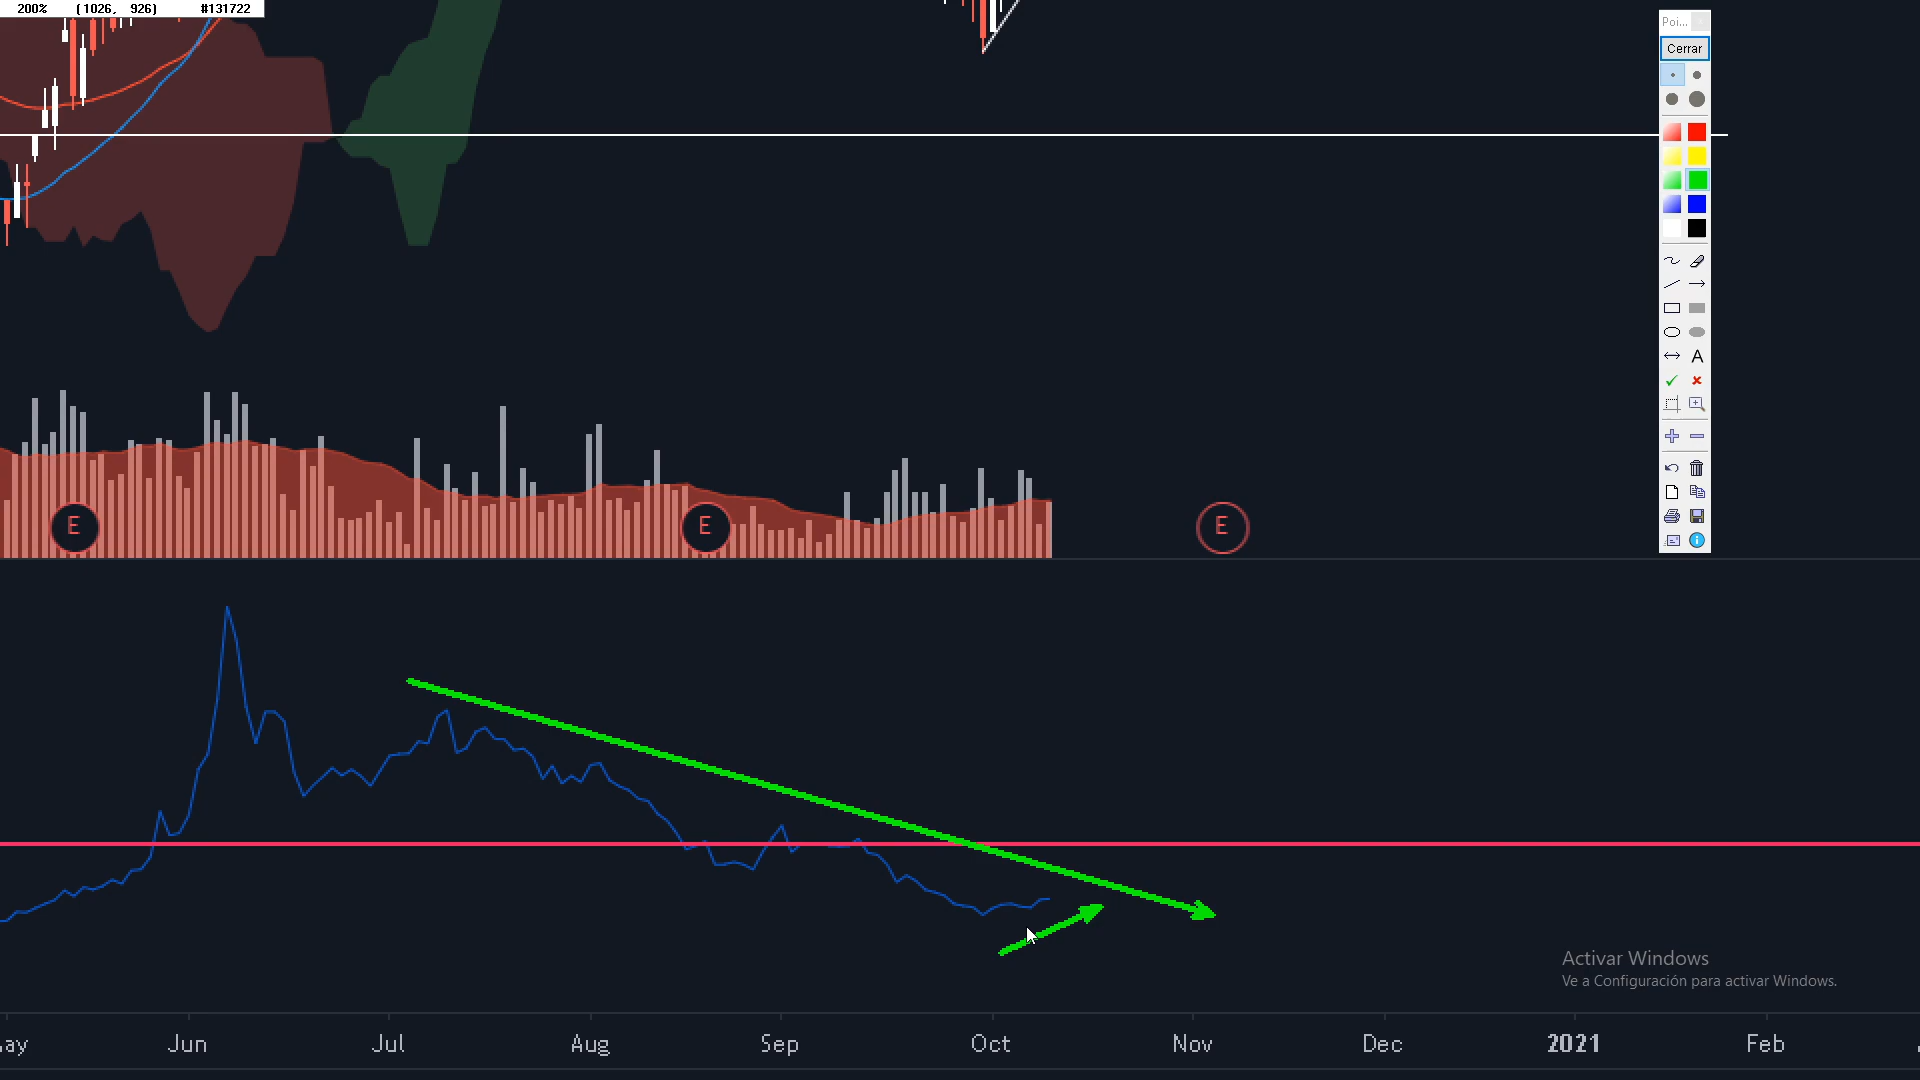 200% (1026, 926) #131722
Poi...
Cerrar
A
E E E
Activar Windows
Ve a Configuración para activar Windows.
ay Jun Jul Aug Sep Oct Nov Dec 2021 Feb